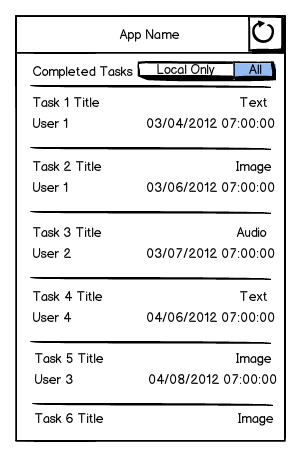 App Name
Completed Tasks Local Only All
Task 1 Title Text
User 1 03/04/2012 07:00:00
Task 2 Title Image
User 1 03/06/2012 07:00:00
Task 3 Title Audio
User 2 03/07/2012 07:00:00
Task 4 Title Text
User 4 04/06/2012 07:00:00
Task 5 Title Image
User 3 04/08/2012 07:00:00
Task 6 Title Image